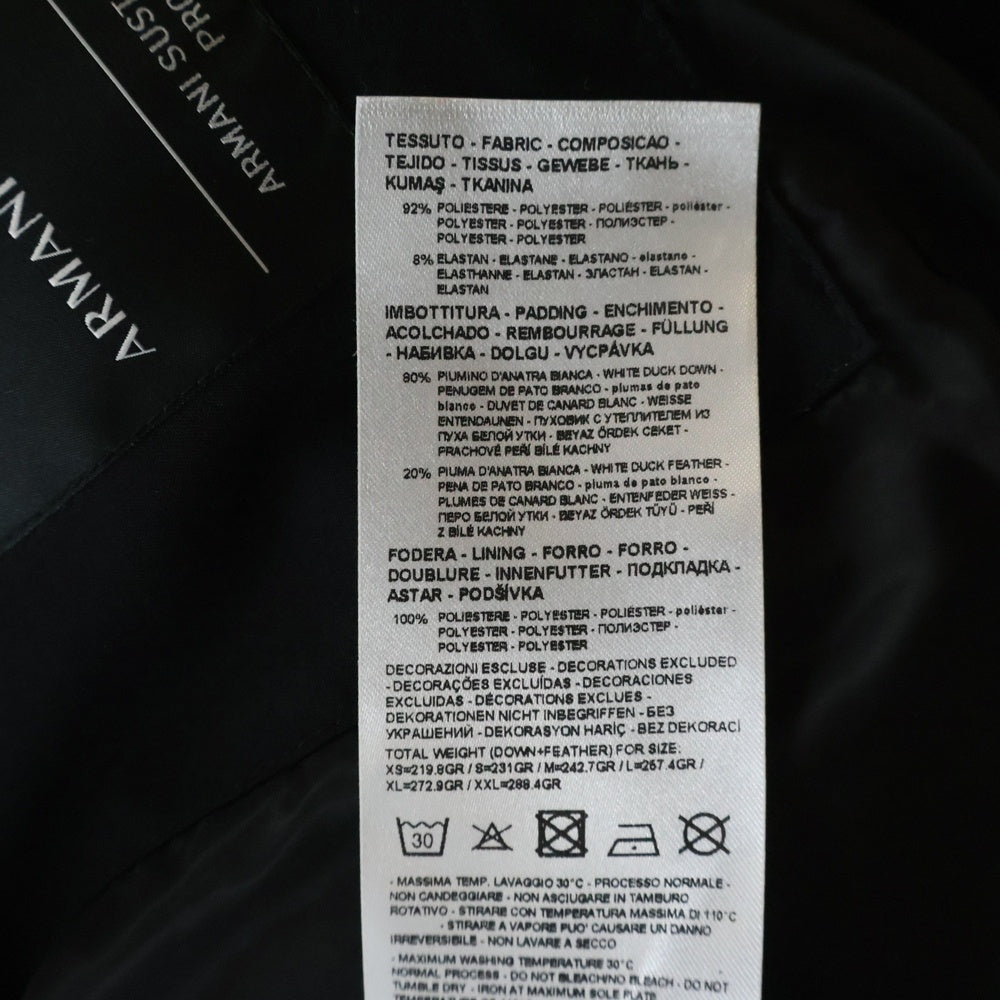 ARMANI SUS
PRO
ARMANI
TESSUTO - FABRIC - COMPOSICAO -
TEJIDO - TISSUS - GEWEBE - ТКАНЬ -
KUMAŞ - TKANINA
92% POLIESTERE - POLYESTER - POLIÉSTER - poliéster -
POLYESTER - POLYESTER - ПОЛИЭСТЕР -
POLYESTER - POLYESTER
8% ELASTAN - ELASTANE - ELASTANO - elastano -
ELASTHANNE - ELASTAN - ЭЛАСТАН - ELASTAN -
ELASTAN
IMBOTTITURA - PADDING - ENCHIMENTO -
ACOLCHADO - REMBOURRAGE - FÜLLUNG
- НАБИВКА - DOLGU - VYCPÁVKA
80% PIUMINO D'ANATRA BIANCA - WHITE DUCK DOWN -
PENUGEM DE PATO BRANCO - plumas de pato
blanco - DUVET DE CANARD BLANC - WEISSE
ENTENDAUNEN - ПУХОВИК С УТЕПЛИТЕЛЕМ ИЗ
ПУХА БЕЛОЙ УТКИ - BEYAZ ÖRDEK CEKET -
PRACHOVÉ PEŘÍ BÍLÉ KACHNY
20% PIUMA D'ANATRA BIANCA - WHITE DUCK FEATHER -
PENA DE PATO BRANCO - pluma de pato blanco -
PLUMES DE CANARD BLANC - ENTENFEDER WEISS -
ПЕРО БЕЛОЙ УТКИ - BEYAZ ÖRDEK TÜYÜ - PEŘÍ
Z BÍLÉ KACHNY
FODERA - LINING - FORRO - FORRO -
DOUBLURE - INNENFUTTER - ПОДКЛАДКА -
ASTAR - PODŠÍVKA
100% POLIESTERE - POLYESTER - POLIÉSTER - poliéster -
POLYESTER - POLYESTER - ПОЛИЭСТЕР -
POLYESTER - POLYESTER
DECORAZIONI ESCLUSE - DECORATIONS EXCLUDED
- DECORAÇÕES EXCLUÍDAS - DECORACIONES
EXCLUIDAS - DÉCORATIONS EXCLUES -
DEKORATIONEN NICHT INBEGRIFFEN - БЕЗ
УКРАШЕНИЙ - DEKORASYON HARİÇ - BEZ DEKORACÍ
TOTAL WEIGHT (DOWN+FEATHER) FOR SIZE:
XS=219.8GR / S=231GR / M=242.7GR / L=257.4GR /
XL=272.9GR / XXL=288.4GR
30
- MASSIMA TEMP. LAVAGGIO 30°C - PROCESSO NORMALE -
NON CANDEGGIARE - NON ASCIUGARE IN TAMBURO
ROTATIVO - STIRARE CON TEMPERATURA MASSIMA DI 110°C
- STIRARE A VAPORE PUO' CAUSARE UN DANNO
IRREVERSIBILE - NON LAVARE A SECCO
- MAXIMUM WASHING TEMPERATURE 30°C
NORMAL PROCESS - DO NOT BLEACH/NO BLEACH - DO NOT
TUMBLE DRY - IRON AT MAXIMUM SOLE PLATE